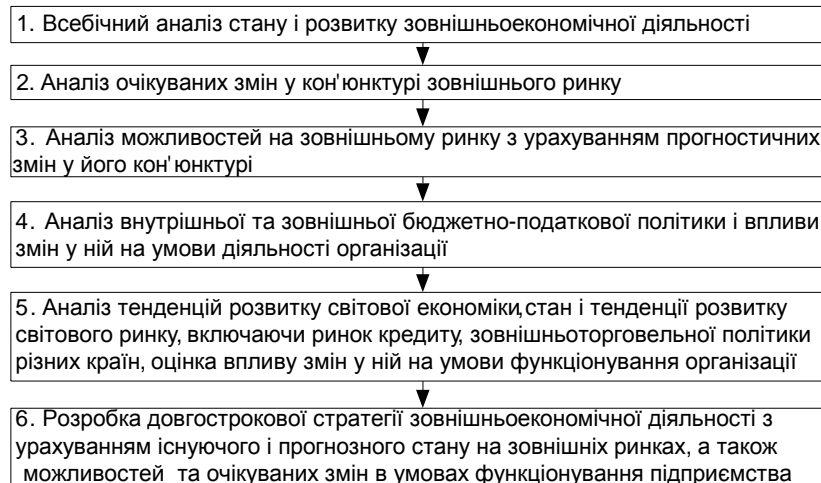 1. Всебічний аналіз стану і розвитку зовнішньоекономічної діяльності
2. Аналіз очікуваних змін у кон'юнктурі зовнішнього ринку
3. Аналіз можливостей на зовнішньому ринку з урахуванням прогностичних
змін у його кон'юнктурі
4. Аналіз внутрішньої та зовнішньої бюджетно-податкової політики і впливи
змін у ній на умови діяльності організації
5. Аналіз тенденцій розвитку світової економіки,стан і тенденції розвитку
світового ринку, включаючи ринок кредиту, зовнішньоторговельної політики
різних країн, оцінка впливу змін у ній на умови функціонування організації
6. Розробка довгострокової стратегії зовнішньоекономічної діяльності з
урахуванням існуючого і прогнозного стану на зовнішніх ринках, а також
можливостей та очікуваних змін в умовах функціонування підприємства